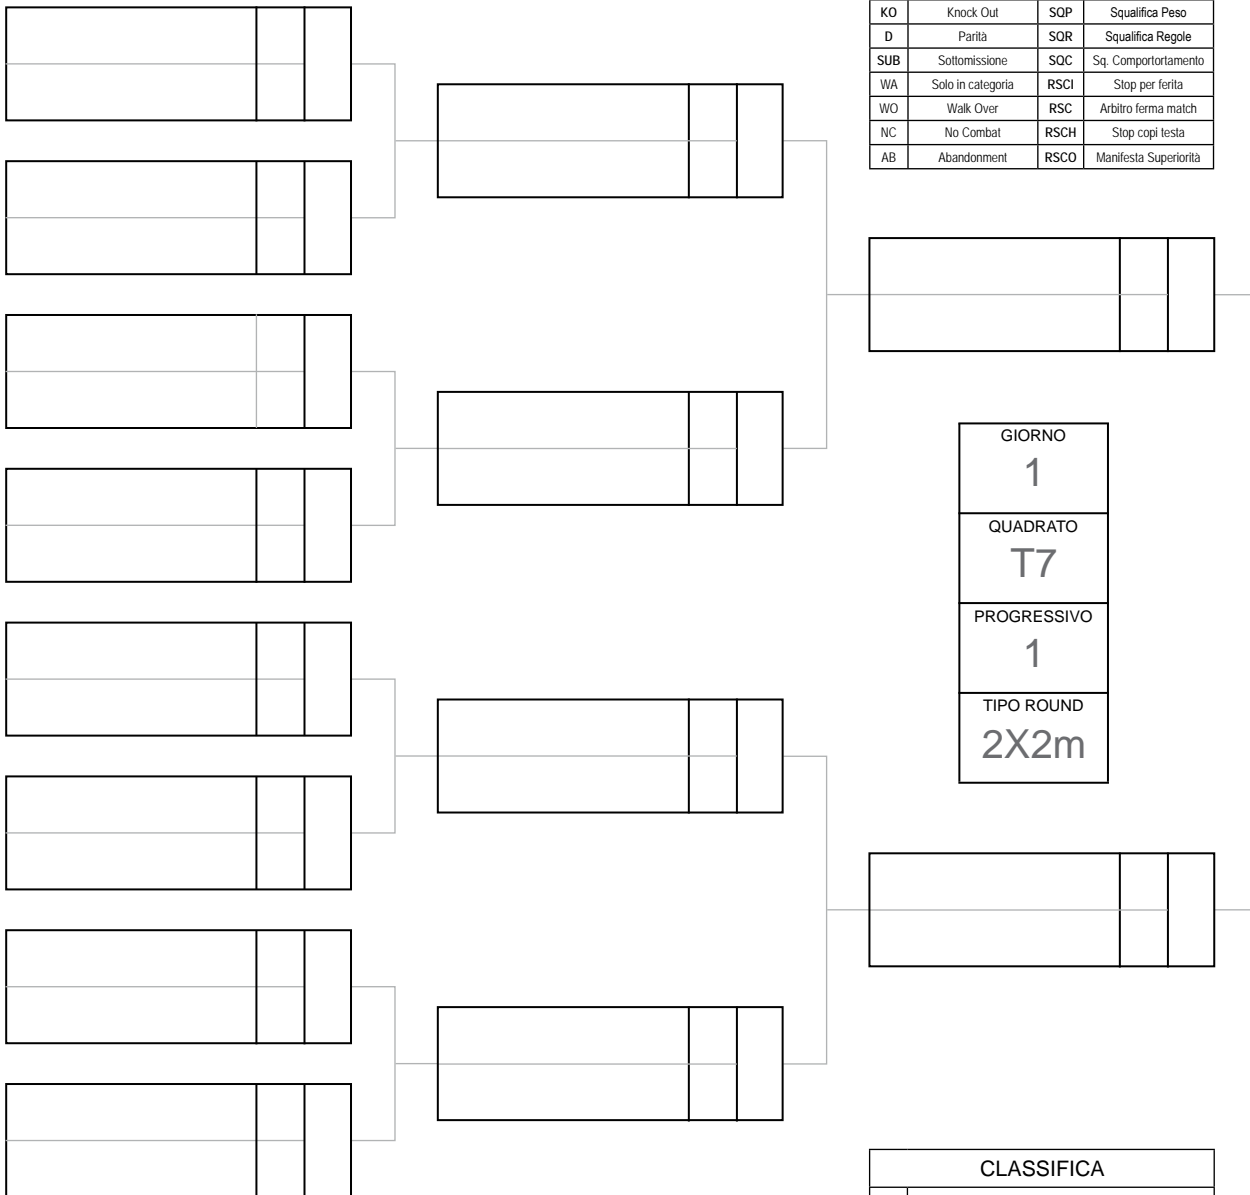 KO Knock Out SQP Squalifica Peso
D Parità SQR Squalifica Regole
SUB Sottomissione SQC Sq. Comportortamento
WA Solo in categoria RSCI Stop per ferita
WO Walk Over RSC Arbitro ferma match
NC No Combat RSCH Stop copi testa
AB Abandonment RSCO Manifesta Superiorità
GIORNO
1
QUADRATO
T7
PROGRESSIVO
1
TIPO ROUND
2X2m
CLASSIFICA